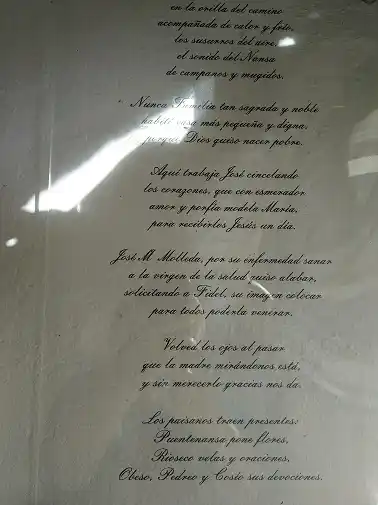 en la orilla del camino
acompañada de calor y frío,
los susurros del aire,
el sonido del Nansa
de campanos y mugidos.
Nunca Familia tan sagrada y noble
habitó casa más pequeña y digna,
porque Dios quiso nacer pobre.
Aquí trabaja José cincelando
los corazones, que con esmerador
amor y porfía modela María,
para recibirlos Jesús un día.
José M. Molleda, por su enfermedad sanar
a la virgen de la salud quiso alabar,
solicitando a Fidel, su imagen colocar
para todos poderla venerar.
Volved los ojos al pasar
que la madre mirándonos está,
y sin merecerlo gracias nos da.
Los paisanos traen presentes:
Puentenansa pone flores,
Rioseco velas y oraciones,
Obeso, Pedreo y Cosío sus devociones.